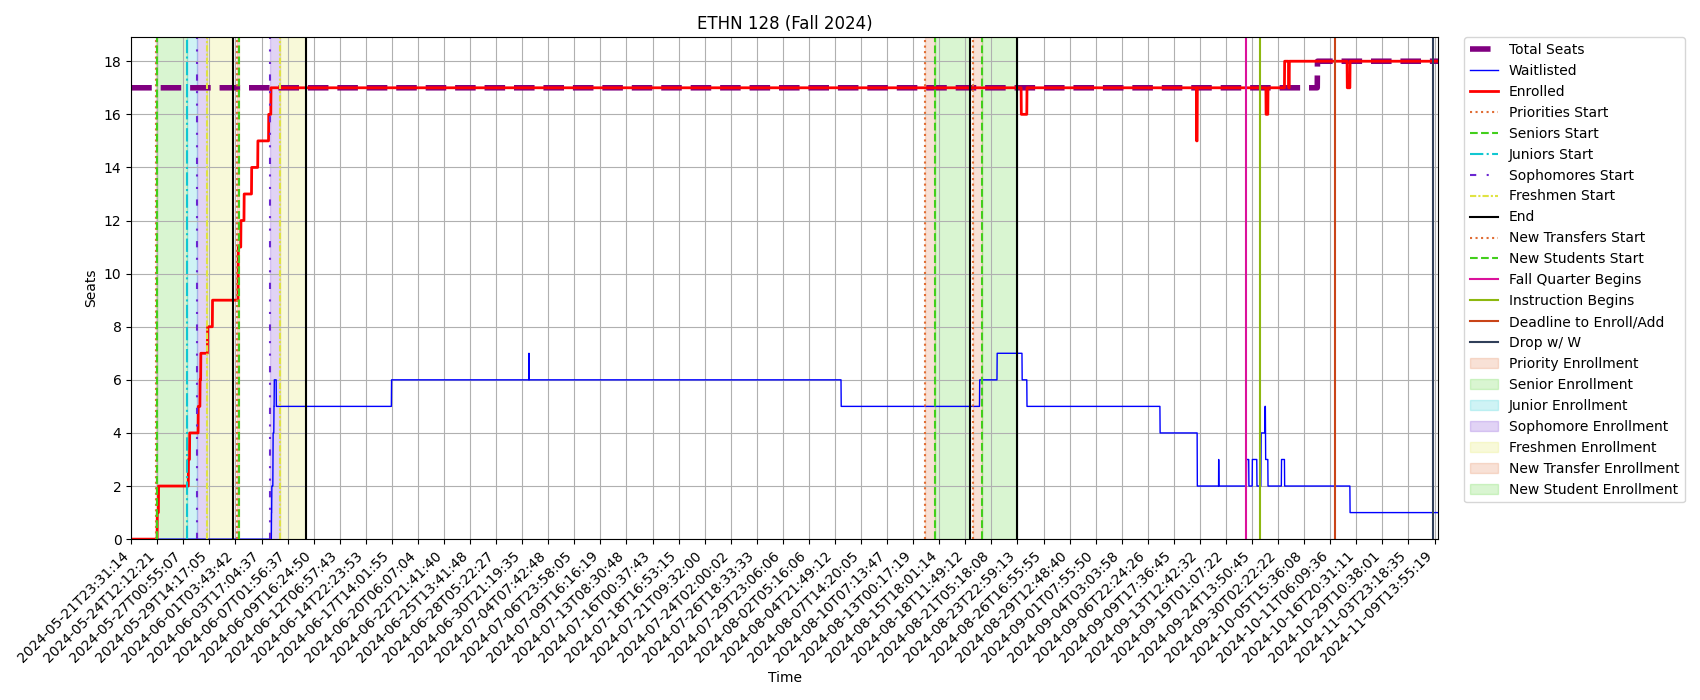 ETHN 128 (Fall 2024)
Seats
18
16
14
12
10
8
6
4
2
0
2024-05-21T23:31:14
2024-05-24T12:12:21
2024-05-27T00:55:07
2024-05-29T14:17:05
2024-06-01T03:43:42
2024-06-03T17:04:37
2024-06-07T01:56:37
2024-06-09T16:24:50
2024-06-12T06:57:43
2024-06-14T22:23:53
2024-06-17T14:01:55
2024-06-20T06:07:04
2024-06-22T21:41:40
2024-06-25T13:41:48
2024-06-28T05:22:27
2024-06-30T21:19:35
2024-07-04T07:42:48
2024-07-06T23:58:05
2024-07-09T16:16:19
2024-07-13T08:30:48
2024-07-16T00:37:43
2024-07-18T16:53:15
2024-07-21T09:32:00
2024-07-24T02:00:02
2024-07-26T18:33:33
2024-07-29T23:06:06
2024-08-02T05:16:06
2024-08-04T21:49:12
2024-08-07T14:20:05
2024-08-10T07:13:47
2024-08-13T00:17:19
2024-08-15T18:01:14
2024-08-18T11:49:12
2024-08-21T05:18:08
2024-08-23T22:59:13
2024-08-26T16:55:55
2024-08-29T12:48:40
2024-09-01T07:55:50
2024-09-04T03:03:58
2024-09-06T22:24:26
2024-09-09T17:36:45
2024-09-13T12:42:32
2024-09-19T01:07:22
2024-09-24T13:50:45
2024-09-30T02:22:22
2024-10-05T15:36:08
2024-10-11T06:09:36
2024-10-16T20:31:11
2024-10-29T10:38:01
2024-11-03T23:18:35
2024-11-09T13:55:19
Time
Total Seats
Waitlisted
Enrolled
Priorities Start
Seniors Start
Juniors Start
Sophomores Start
Freshmen Start
End
New Transfers Start
New Students Start
Fall Quarter Begins
Instruction Begins
Deadline to Enroll/Add
Drop w/ W
Priority Enrollment
Senior Enrollment
Junior Enrollment
Sophomore Enrollment
Freshmen Enrollment
New Transfer Enrollment
New Student Enrollment